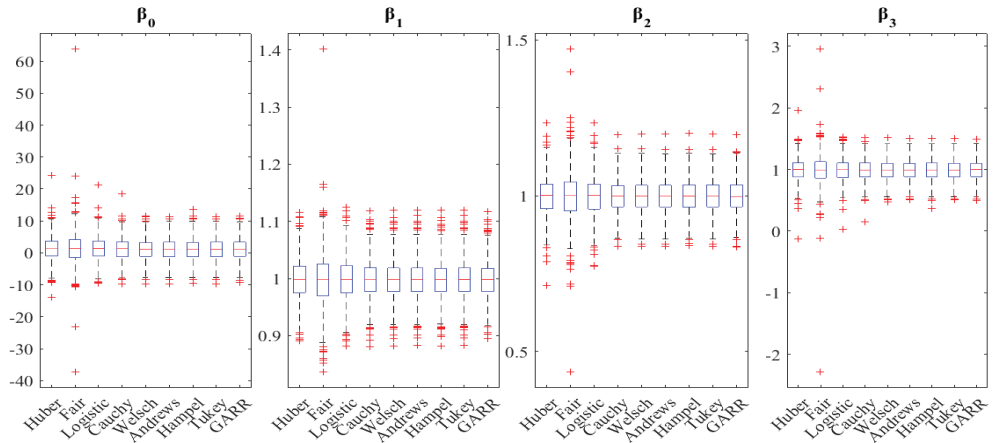 β0
60
50
40
30
20
10
0
-10
-20
-30
-40
Huber
Fair
Logistic
Cauchy
Welsch
Andrews
Hampel
Tukey
GARR
β1
1.4
1.3
1.2
1.1
1
0.9
Huber
Fair
Logistic
Cauchy
Welsch
Andrews
Hampel
Tukey
GARR
β2
1.5
1
0.5
Huber
Fair
Logistic
Cauchy
Welsch
Andrews
Hampel
Tukey
GARR
β3
3
2
1
0
-1
-2
Huber
Fair
Logistic
Cauchy
Welsch
Andrews
Hampel
Tukey
GARR